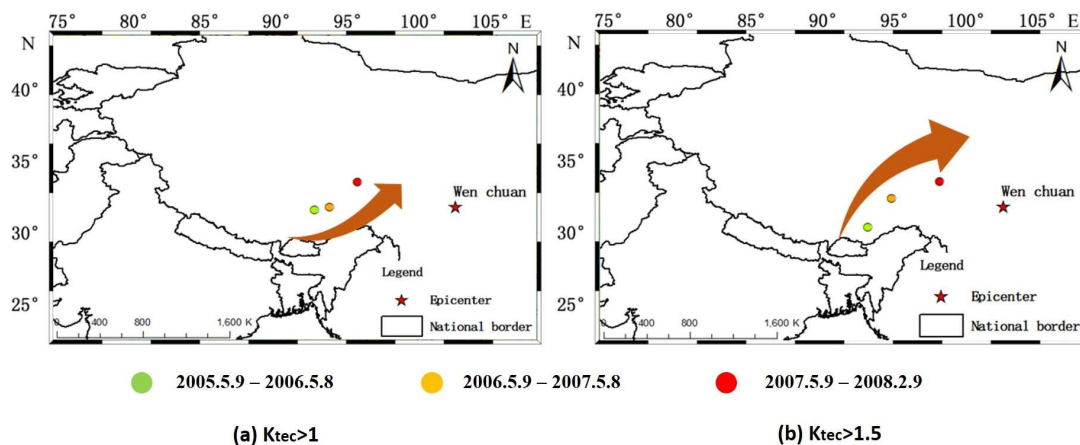 75° 80° 85° 90° 95° 100° 105° E
75° 80° 85° 90° 95° 100° 105° E
N
N
N
N
40°
40°
35°
35°
Wen chuan
Wen chuan
30°
30°
Legend
Legend
25°
Epicenter
25°
Epicenter
0 400 800 1,600 K
National border
0 400 800 1,600 K
National border
2005.5.9 – 2006.5.8
2006.5.9 – 2007.5.8
2007.5.9 – 2008.2.9
(a) Ktec>1
(b) Ktec>1.5